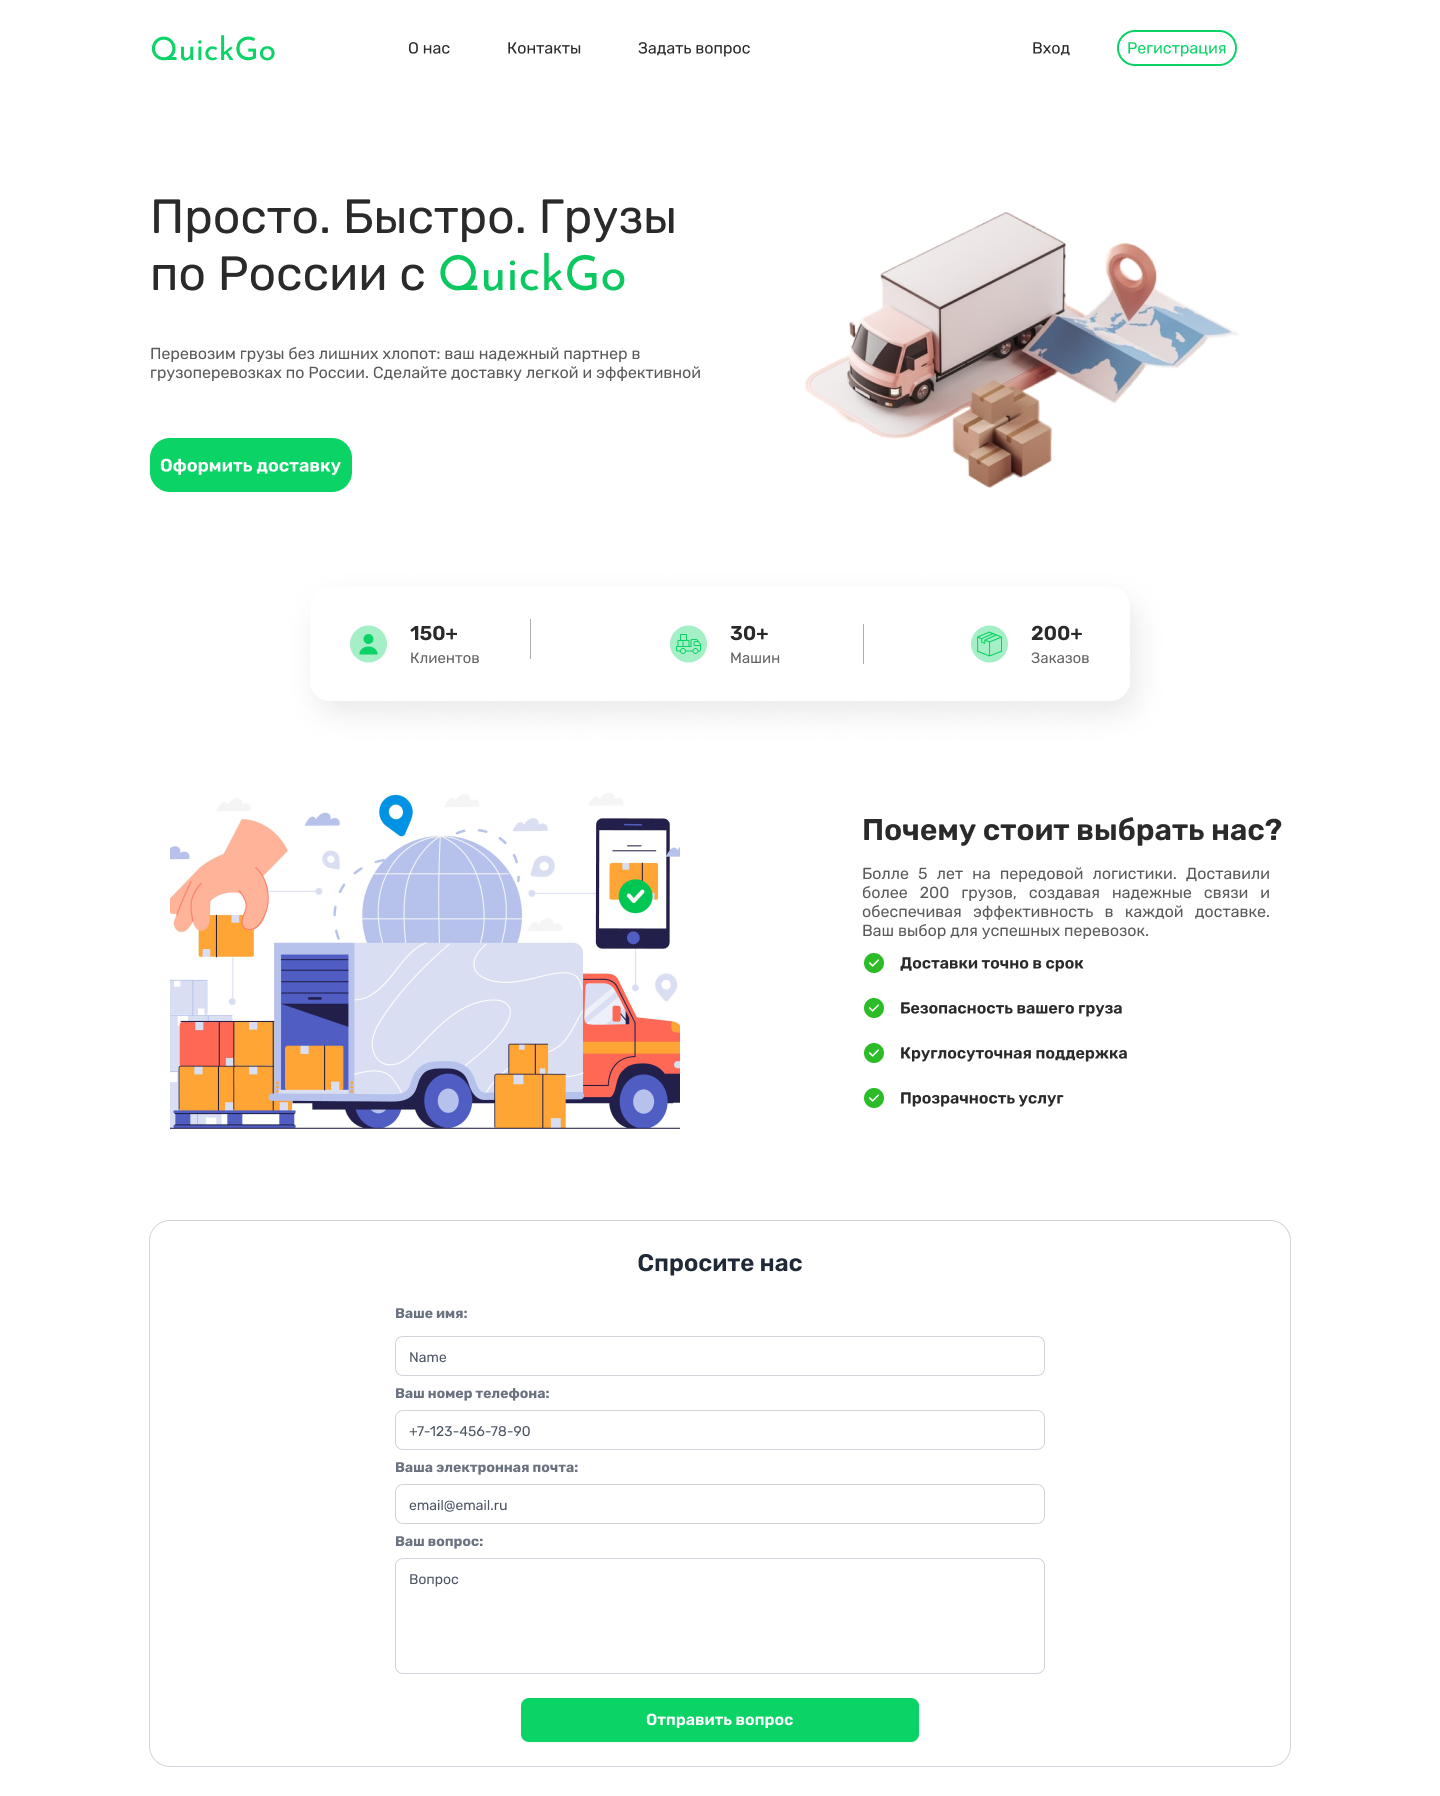 QuickGo
О нас
Контакты
Задать вопрос
Вход
Регистрация
Просто. Быстро. Грузы
по России с QuickGo
Перевозим грузы без лишних хлопот: ваш надежный партнер в
грузоперевозках по России. Сделайте доставку легкой и эффективной
Оформить доставку
150+
Клиентов
30+
Машин
200+
Заказов
Почему стоит выбрать нас?
Болле 5 лет на передовой логистики. Доставили
более 200 грузов, создавая надежные связи и
обеспечивая эффективность в каждой доставке.
Ваш выбор для успешных перевозок.
Доставки точно в срок
Безопасность вашего груза
Круглосуточная поддержка
Прозрачность услуг
Спросите нас
Ваше имя:
Name
Ваш номер телефона:
+7-123-456-78-90
Ваша электронная почта:
email@email.ru
Ваш вопрос:
Вопрос
Отправить вопрос